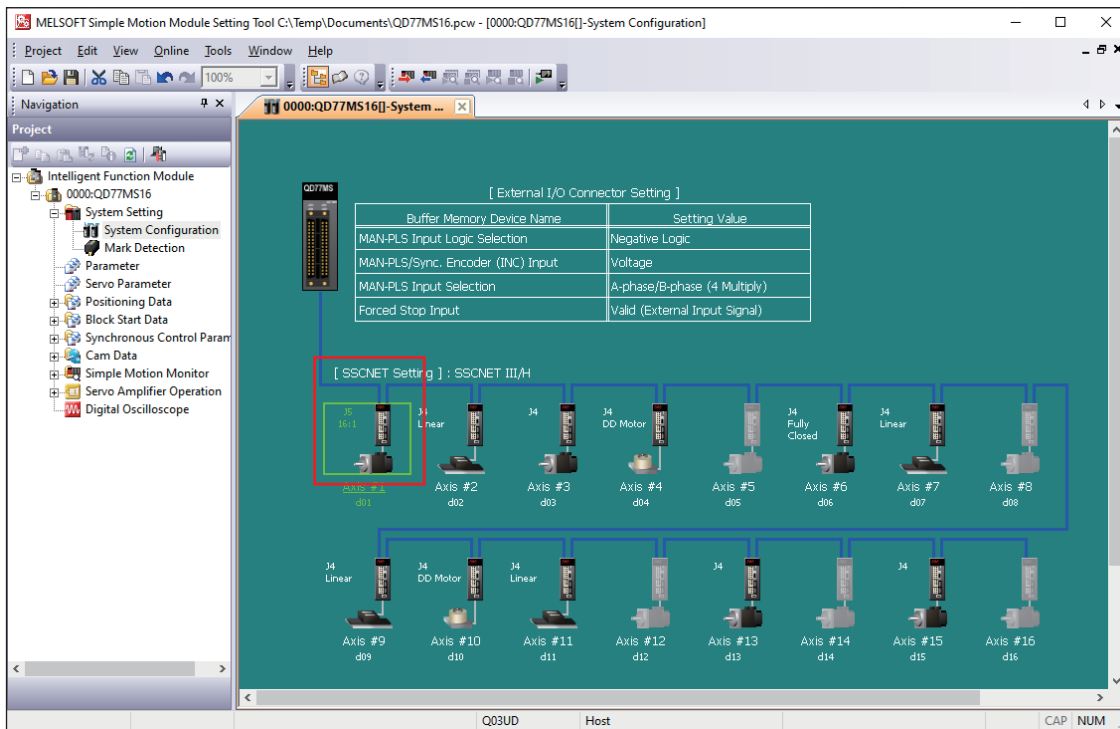 MELSOFT Simple Motion Module Setting Tool C:\Temp\Documents\QD77MS16.pcw - [0000:QD77MS16[]-System Configuration]
Project Edit View Online Tools Window Help
100%
Navigation
0000:QD77MS16[]-System ...
Project
Intelligent Function Module
0000:QD77MS16
System Setting
System Configuration
Mark Detection
Parameter
Servo Parameter
Positioning Data
Block Start Data
Synchronous Control Param
Cam Data
Simple Motion Monitor
Servo Amplifier Operation
Digital Oscilloscope
QD77MS
[ External I/O Connector Setting ]
Buffer Memory Device Name Setting Value
MAN-PLS Input Logic Selection Negative Logic
MAN-PLS/Sync. Encoder (INC) Input Voltage
MAN-PLS Input Selection A-phase/B-phase (4 Multiply)
Forced Stop Input Valid (External Input Signal)
[ SSCNET Setting ] : SSCNET III/H
J5 J4 J4 J4 J4 J4
16:1 Linear DD Motor Fully Linear
Closed
Axis #1 Axis #2 Axis #3 Axis #4 Axis #5 Axis #6 Axis #7 Axis #8
d01 d02 d03 d04 d05 d06 d07 d08
J4 J4 J4 J4 J4
Linear DD Motor Linear
Axis #9 Axis #10 Axis #11 Axis #12 Axis #13 Axis #14 Axis #15 Axis #16
d09 d10 d11 d12 d13 d14 d15 d16
Q03UD Host CAP NUM